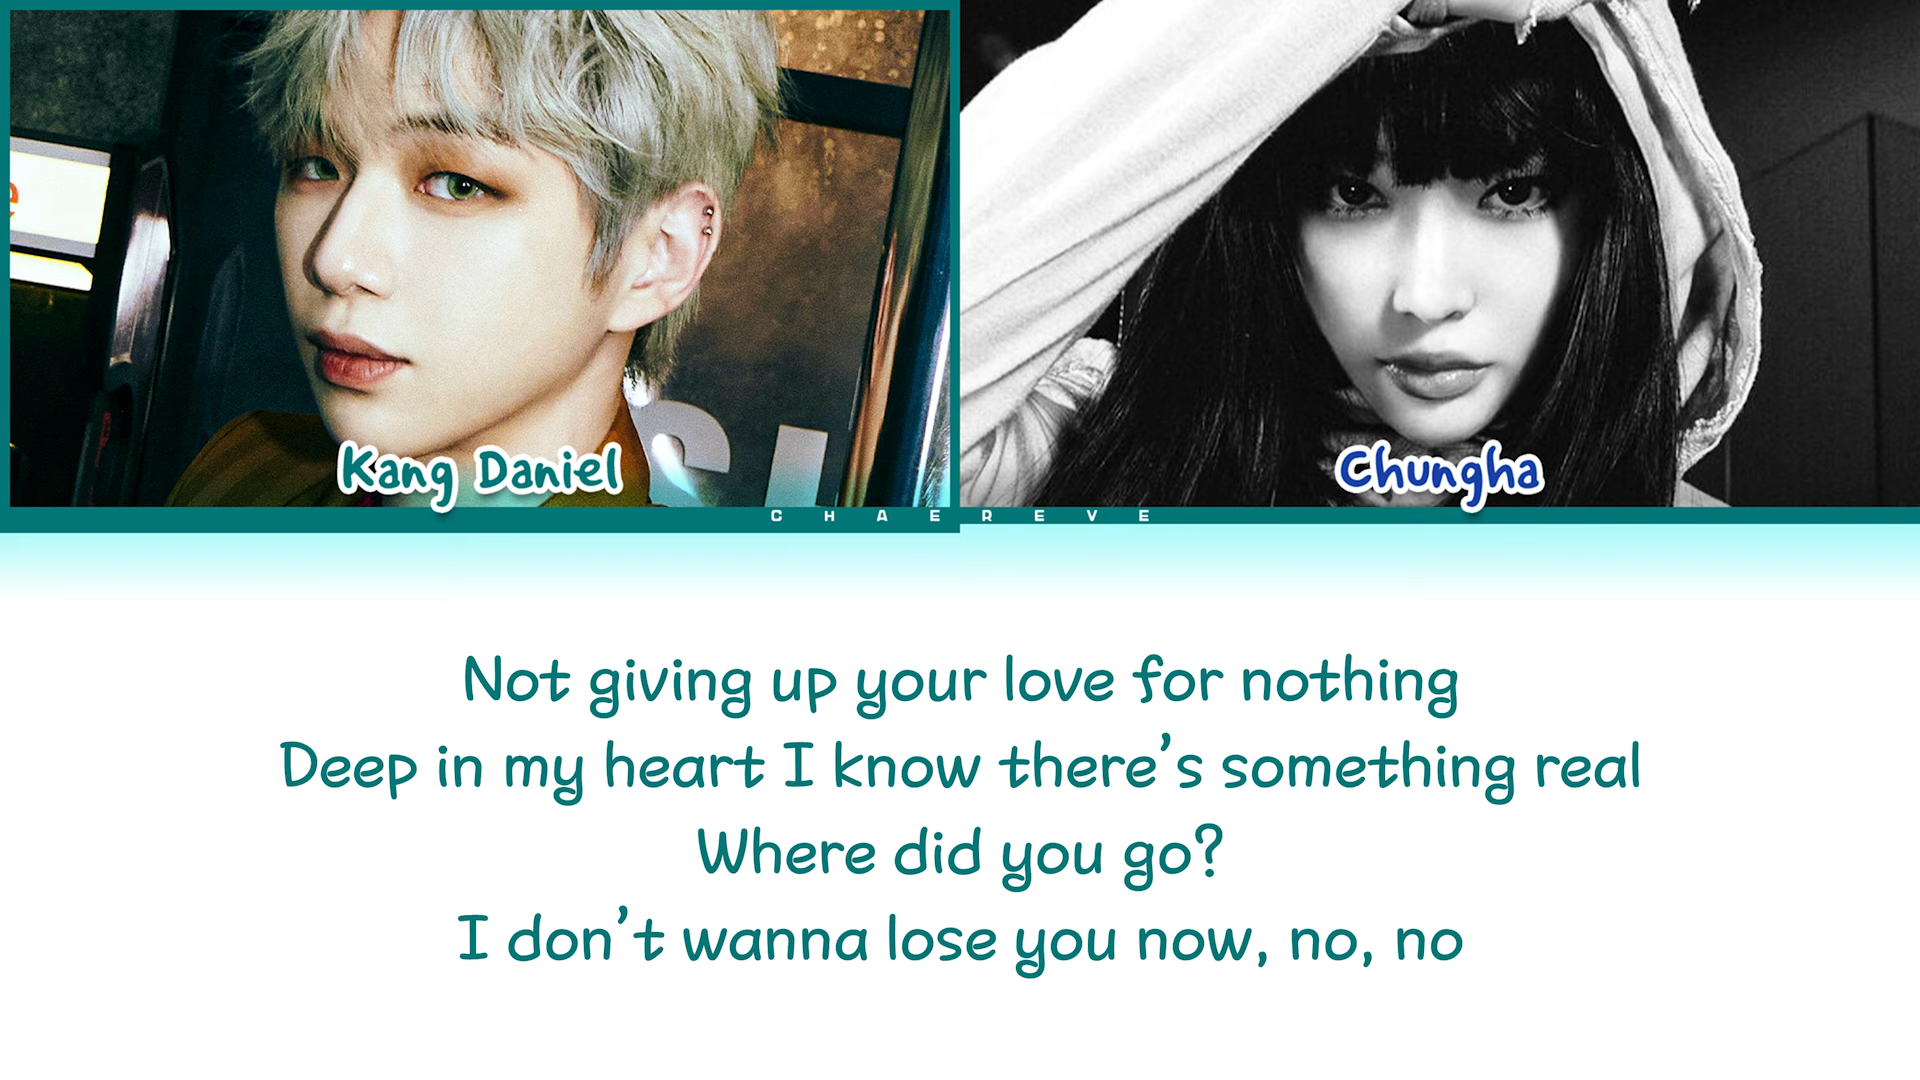 Kang Daniel
Chungha
CHAEREVE
Not giving up your love for nothing
Deep in my heart I know there's something real
Where did you go?
I don't wanna lose you now, no, no